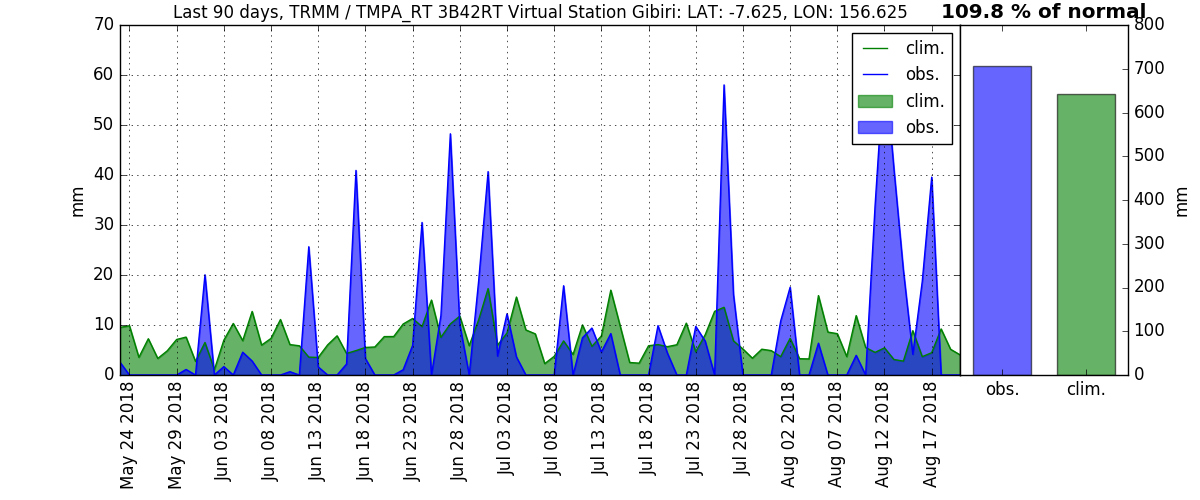 Last 90 days, TRMM / TMPA_RT 3B42RT Virtual Station Gibiri: LAT: -7.625, LON: 156.625
109.8 % of normal
70
60
50
40
30
20
10
0
mm
clim.
obs.
clim.
obs.
800
700
600
500
400
300
200
100
0
mm
May 24 2018
May 29 2018
Jun 03 2018
Jun 08 2018
Jun 13 2018
Jun 18 2018
Jun 23 2018
Jun 28 2018
Jul 03 2018
Jul 08 2018
Jul 13 2018
Jul 18 2018
Jul 23 2018
Jul 28 2018
Aug 02 2018
Aug 07 2018
Aug 12 2018
Aug 17 2018
obs.
clim.